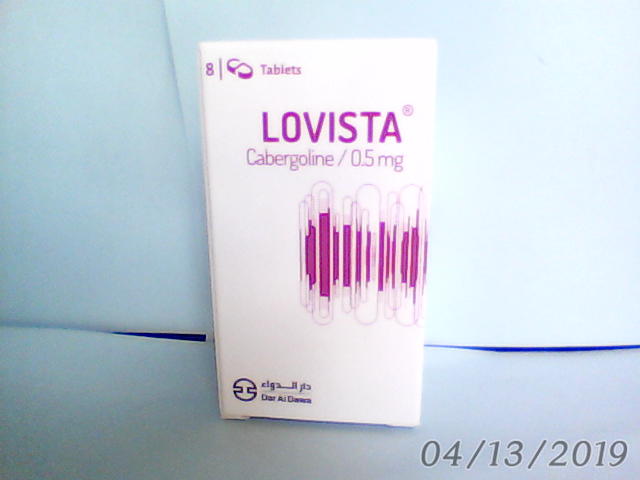 8 | Tablets
LOVISTA®
Cabergoline / 0.5 mg
دار الدواء
Dar Al Dawa
04/13/2019